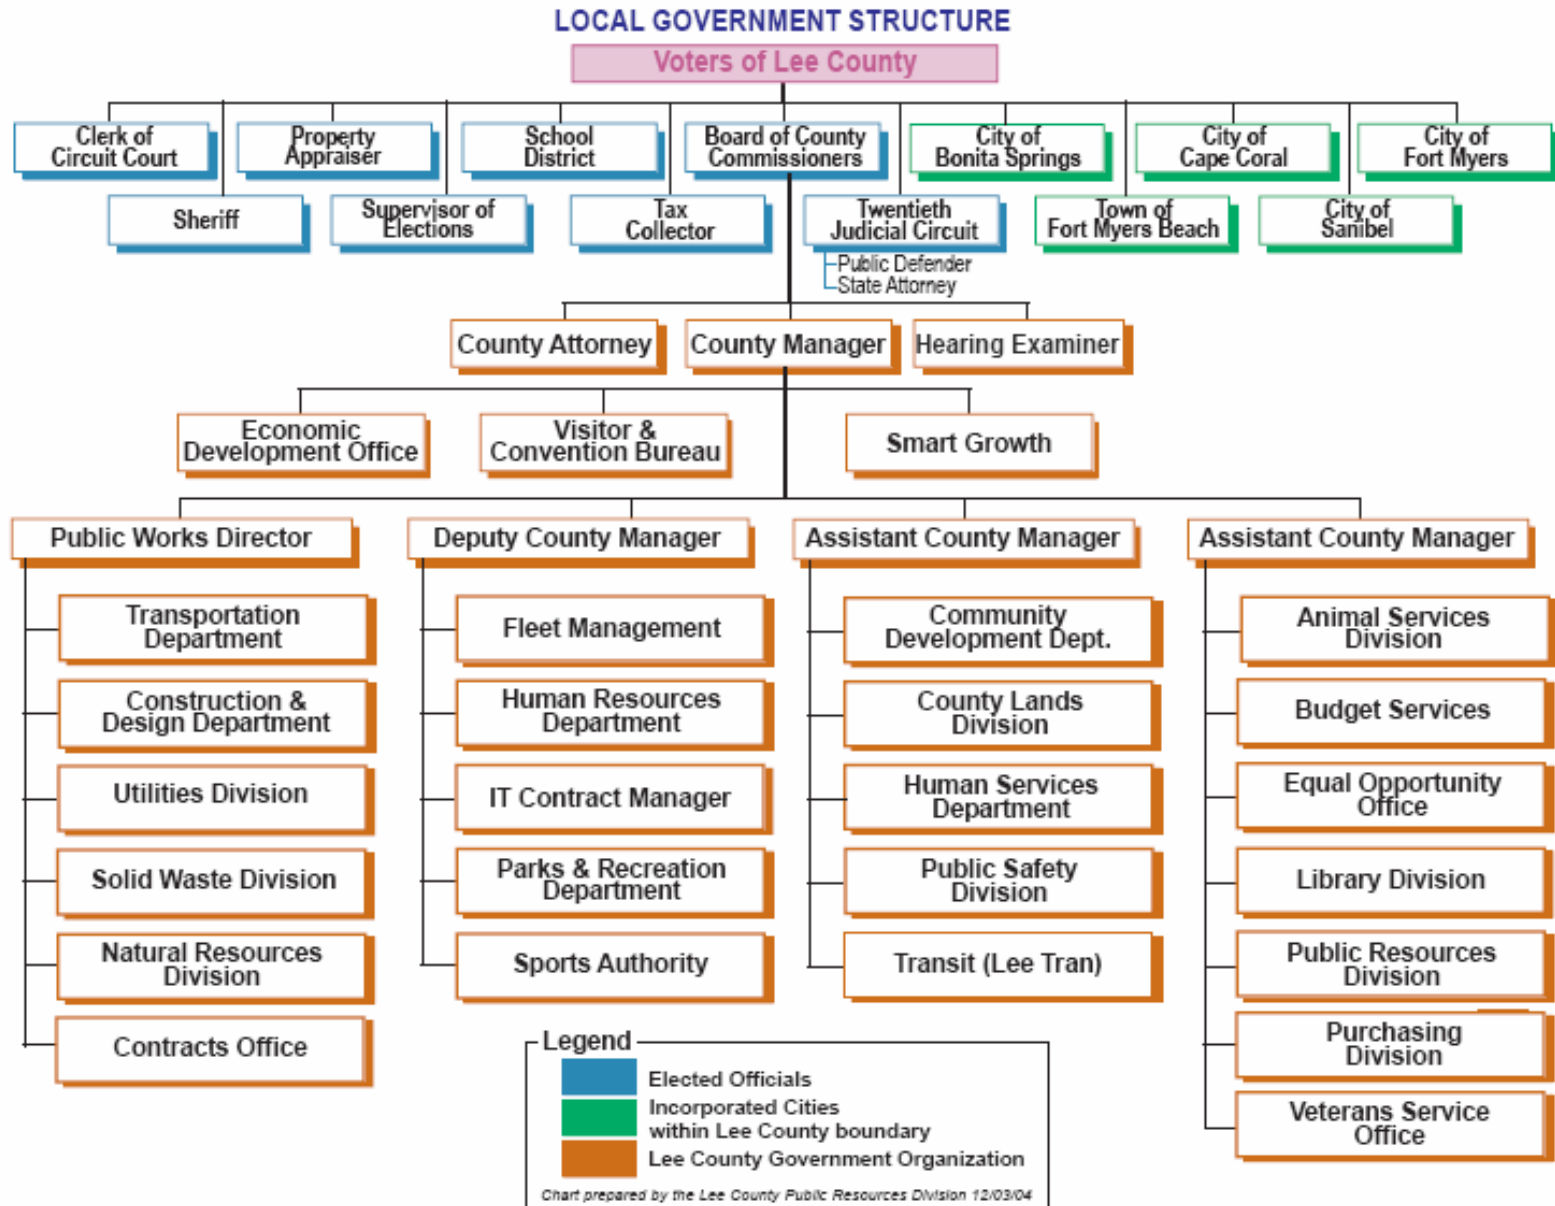 LOCAL GOVERNMENT STRUCTURE
Voters of Lee County
Clerk of
Circuit Court
Property
Appraiser
School
District
Board of County
Commissioners
City of
Bonita Springs
City of
Cape Coral
City of
Fort Myers
Sheriff
Supervisor of
Elections
Tax
Collector
Twentieth
Judicial Circuit
Public Defender
State Attorney
Town of
Fort Myers Beach
City of
Sanibel
County Attorney
County Manager
Hearing Examiner
Economic
Development Office
Visitor &
Convention Bureau
Smart Growth
Public Works Director
Transportation
Department
Construction &
Design Department
Utilities Division
Solid Waste Division
Natural Resources
Division
Contracts Office
Deputy County Manager
Fleet Management
Human Resources
Department
IT Contract Manager
Parks & Recreation
Department
Sports Authority
Assistant County Manager
Community
Development Dept.
County Lands
Division
Human Services
Department
Public Safety
Division
Transit (Lee Tran)
Assistant County Manager
Animal Services
Division
Budget Services
Equal Opportunity
Office
Library Division
Public Resources
Division
Purchasing
Division
Veterans Service
Office
Legend
Elected Officials
Incorporated Cities
within Lee County boundary
Lee County Government Organization
Chart prepared by the Lee County Public Resources Division 12/03/04